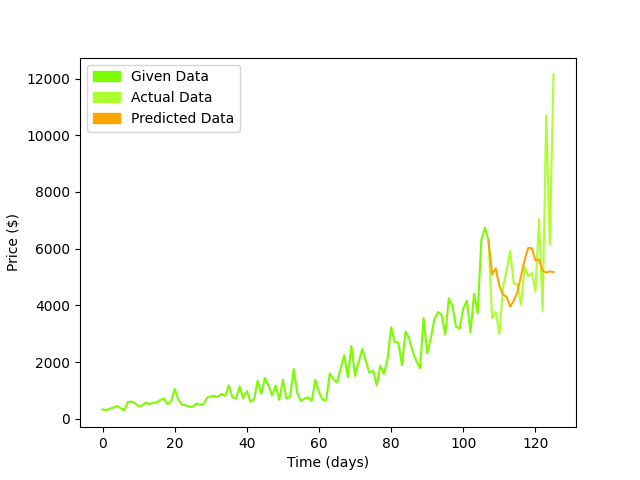 Given Data
Actual Data
Predicted Data
12000
10000
8000
6000
4000
2000
0
Price ($)
0 20 40 60 80 100 120
Time (days)